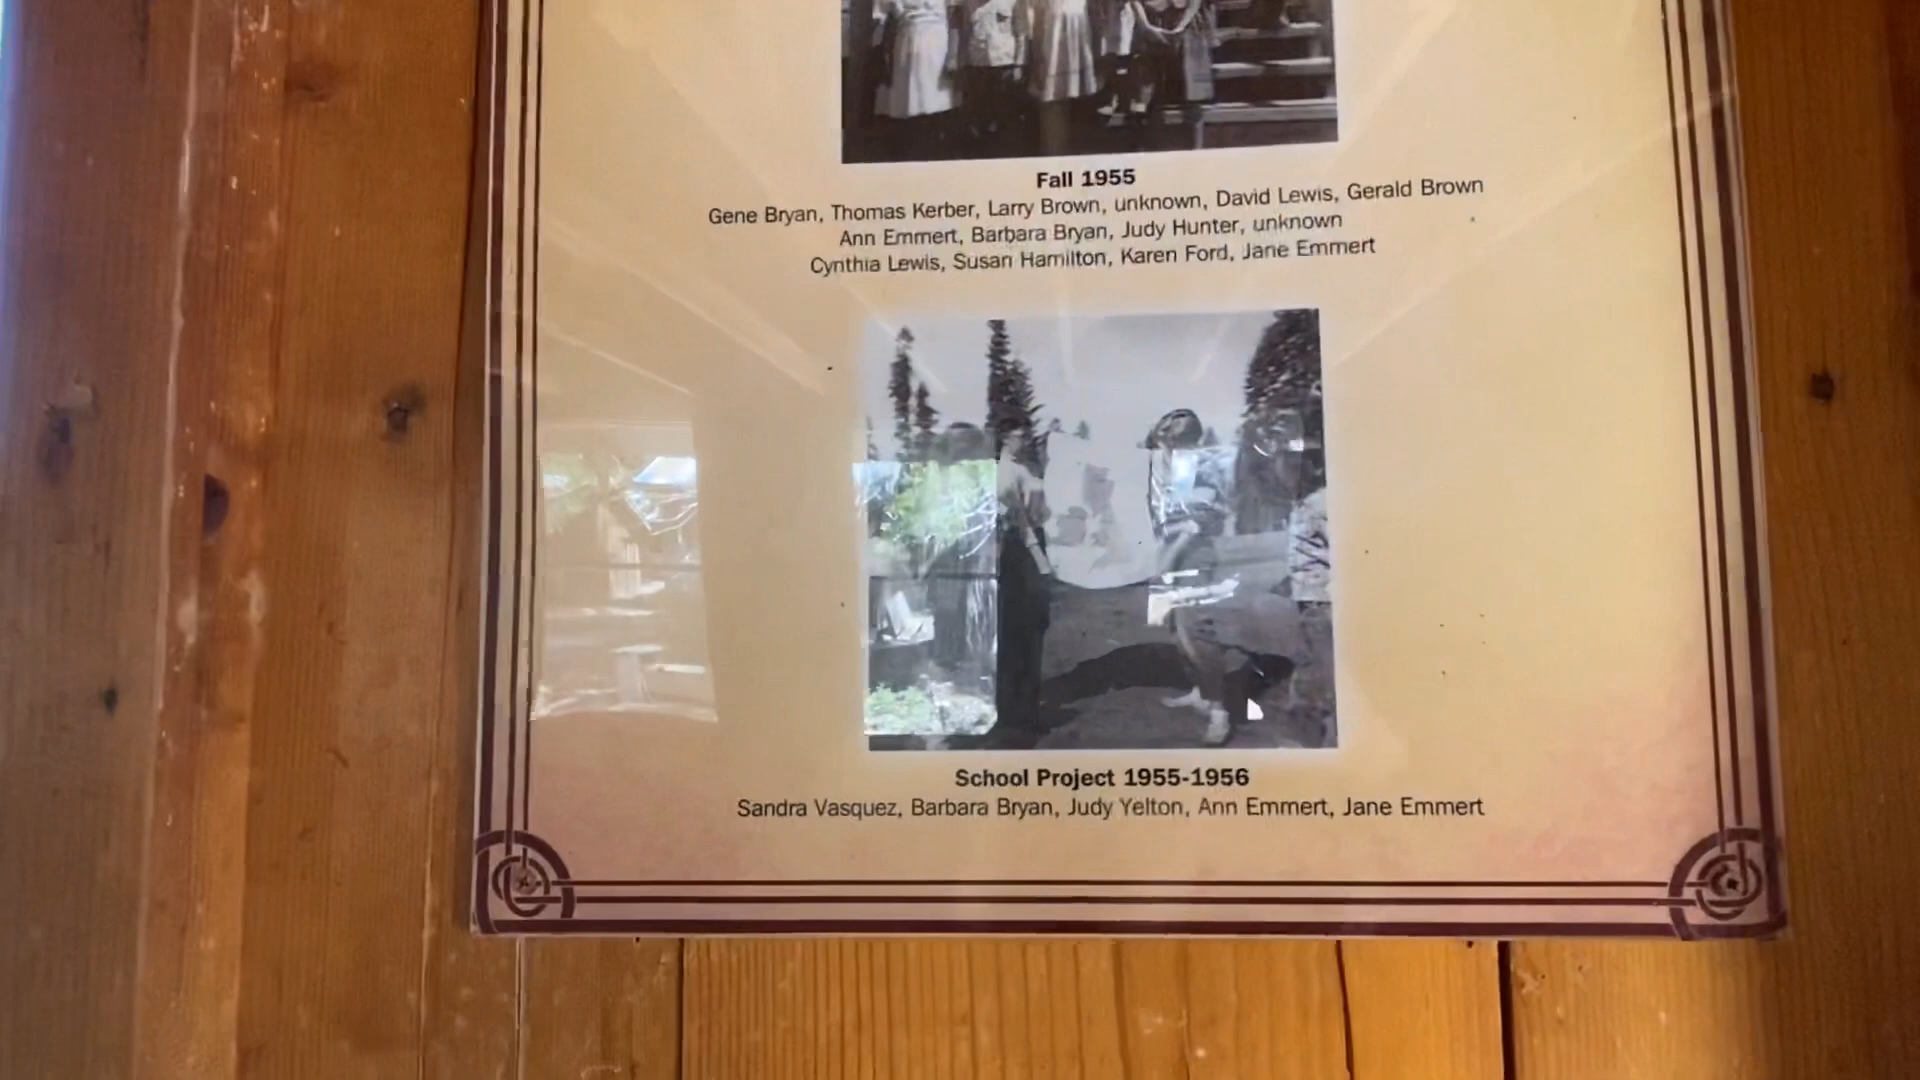 Fall 1955
Gene Bryan, Thomas Kerber, Larry Brown, unknown, David Lewis, Gerald Brown
Ann Emmert, Barbara Bryan, Judy Hunter, unknown
Cynthia Lewis, Susan Hamilton, Karen Ford, Jane Emmert
School Project 1955-1956
Sandra Vasquez, Barbara Bryan, Judy Yelton, Ann Emmert, Jane Emmert